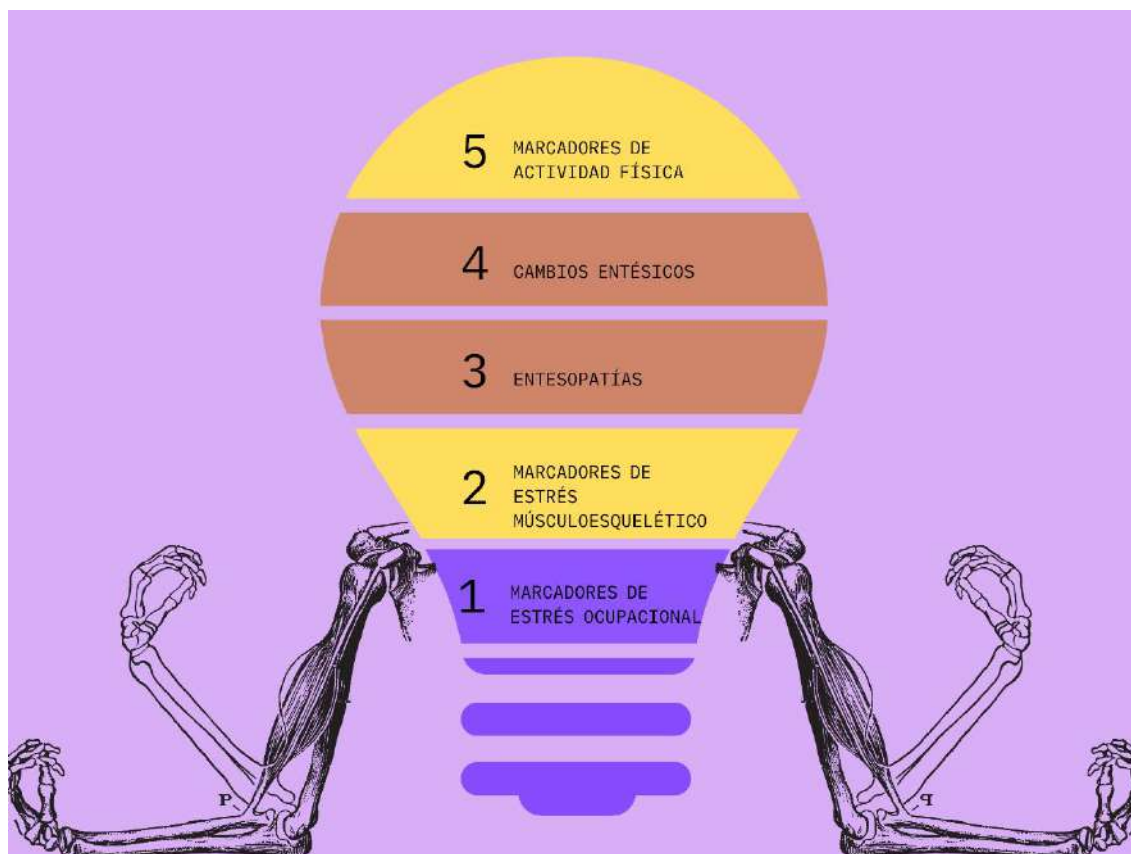 5 MARCADORES DE
ACTIVIDAD FÍSICA
4 CAMBIOS ENTÉSICOS
3 ENTESOPATÍAS
2 MARCADORES DE
ESTRÉS
MÚSCULOESQUELÉTICO
1 MARCADORES DE
ESTRÉS OCUPACIONAL
P
P